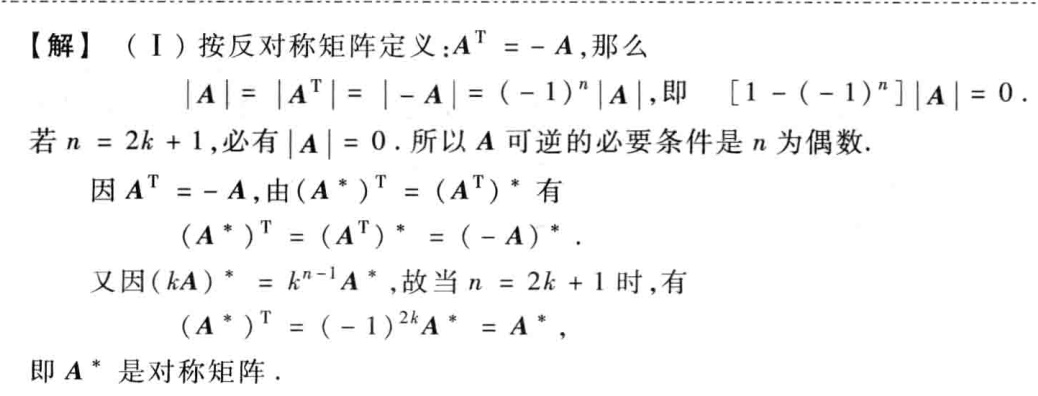 【解】 (Ⅰ)按反对称矩阵定义:Aᵀ = - A,那么
|A| = |Aᵀ| = |- A| = (- 1)ⁿ|A|,即 [1 - (- 1)ⁿ]|A| = 0.
若 n = 2k + 1,必有|A| = 0.所以 A 可逆的必要条件是 n 为偶数.
因 Aᵀ = - A,由(A*)ᵀ = (Aᵀ)* 有
(A*)ᵀ = (Aᵀ)* = (- A)*.
又因(kA)* = kⁿ⁻¹A*,故当 n = 2k + 1 时,有
(A*)ᵀ = (- 1)²ᵏA* = A*,
即 A* 是对称矩阵.